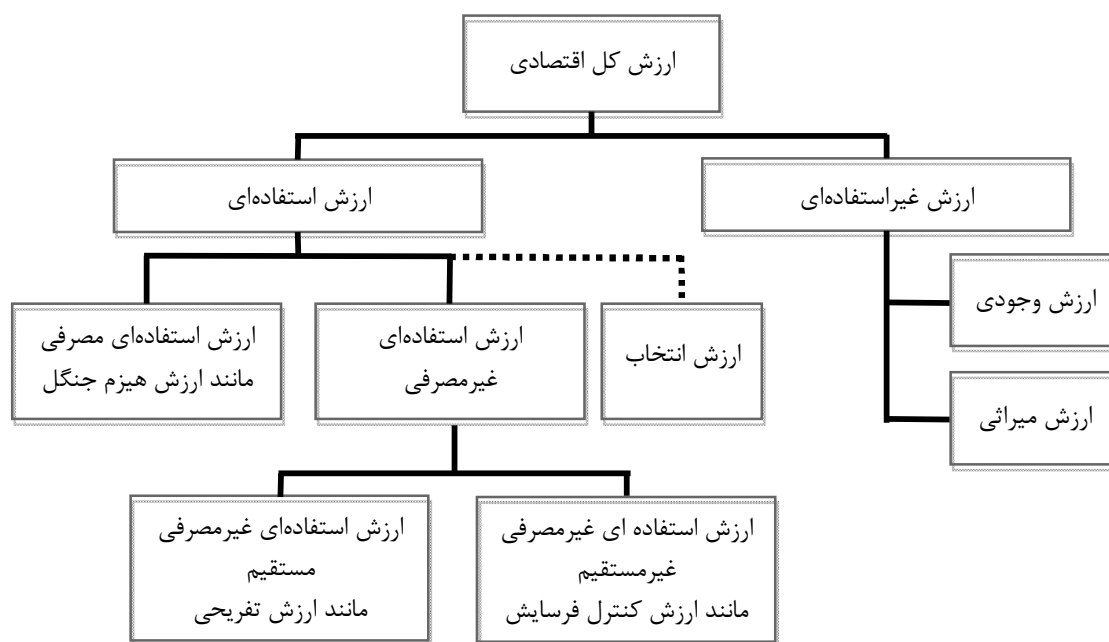 ارزش کل اقتصادی
ارزش غیراستفاده‌ای
ارزش استفاده‌ای
ارزش وجودی
ارزش میراثی
ارزش انتخاب
ارزش استفاده‌ای
غیرمصرفی
ارزش استفاده‌ای مصرفی
مانند ارزش هیزم جنگل
ارزش استفاده ای غیرمصرفی
غیرمستقیم
مانند ارزش کنترل فرسایش
ارزش استفاده‌ای غیرمصرفی
مستقیم
مانند ارزش تفریحی